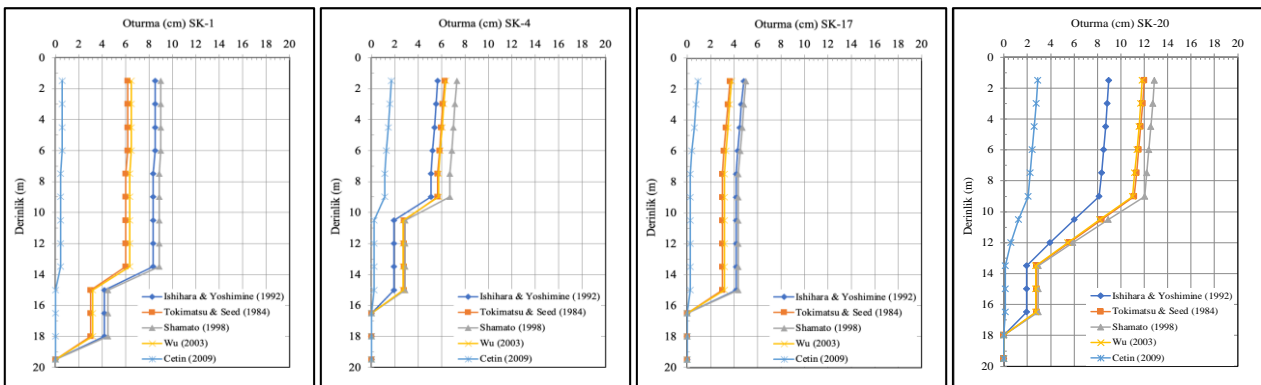 Oturma (cm) SK-1
0 2 4 6 8 10 12 14 16 18 20
0
2
4
6
8
10
12
14
16
18
20
Derinlik (m)
Ishihara & Yoshimine (1992)
Tokimatsu & Seed (1984)
Shamato (1998)
Wu (2003)
Cetin (2009)
Oturma (cm) SK-4
0 2 4 6 8 10 12 14 16 18 20
0
2
4
6
8
10
12
14
16
18
20
Derinlik (m)
Ishihara & Yoshimine (1992)
Tokimatsu & Seed (1984)
Shamato (1998)
Wu (2003)
Cetin (2009)
Oturma (cm) SK-17
0 2 4 6 8 10 12 14 16 18 20
0
2
4
6
8
10
12
14
16
18
20
Derinlik (m)
Ishihara & Yoshimine (1992)
Tokimatsu & Seed (1984)
Shamato (1998)
Wu (2003)
Cetin (2009)
Oturma (cm) SK-20
0 2 4 6 8 10 12 14 16 18 20
0
2
4
6
8
10
12
14
16
18
20
Derinlik (m)
Ishihara & Yoshimine (1992)
Tokimatsu & Seed (1984)
Shamato (1998)
Wu (2003)
Cetin (2009)